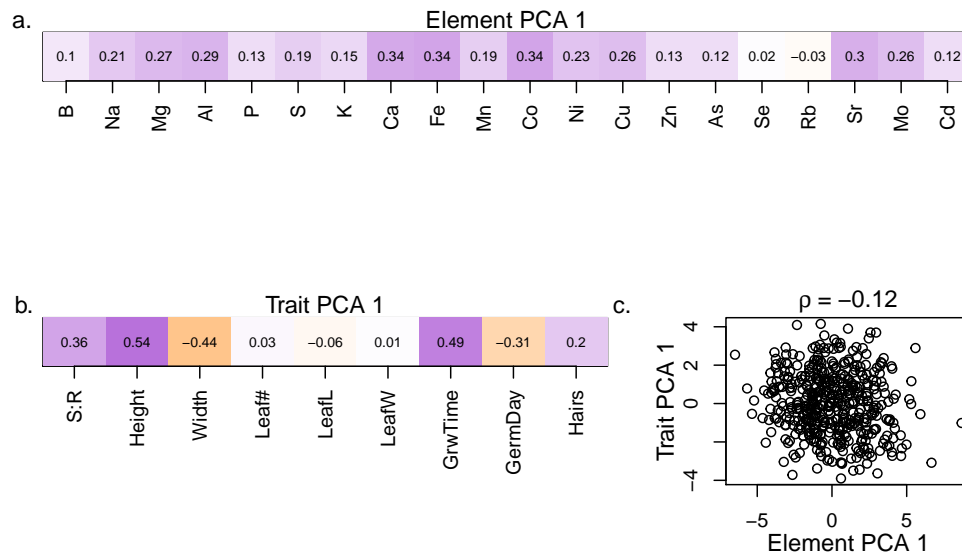 a.
Element PCA 1
0.1 0.21 0.27 0.29 0.13 0.19 0.15 0.34 0.34 0.19 0.34 0.23 0.26 0.13 0.12 0.02 −0.03 0.3 0.26 0.12
B Na Mg Al P S K Ca Fe Mn Co Ni Cu Zn As Se Rb Sr Mo Cd
b.
Trait PCA 1
0.36 0.54 −0.44 0.03 −0.06 0.01 0.49 −0.31 0.2
S:R Height Width Leaf# LeafL LeafW GrwTime GermDay Hairs
c.
ρ = −0.12
Trait PCA 1
4
2
0
−4
−5 0 5
Element PCA 1